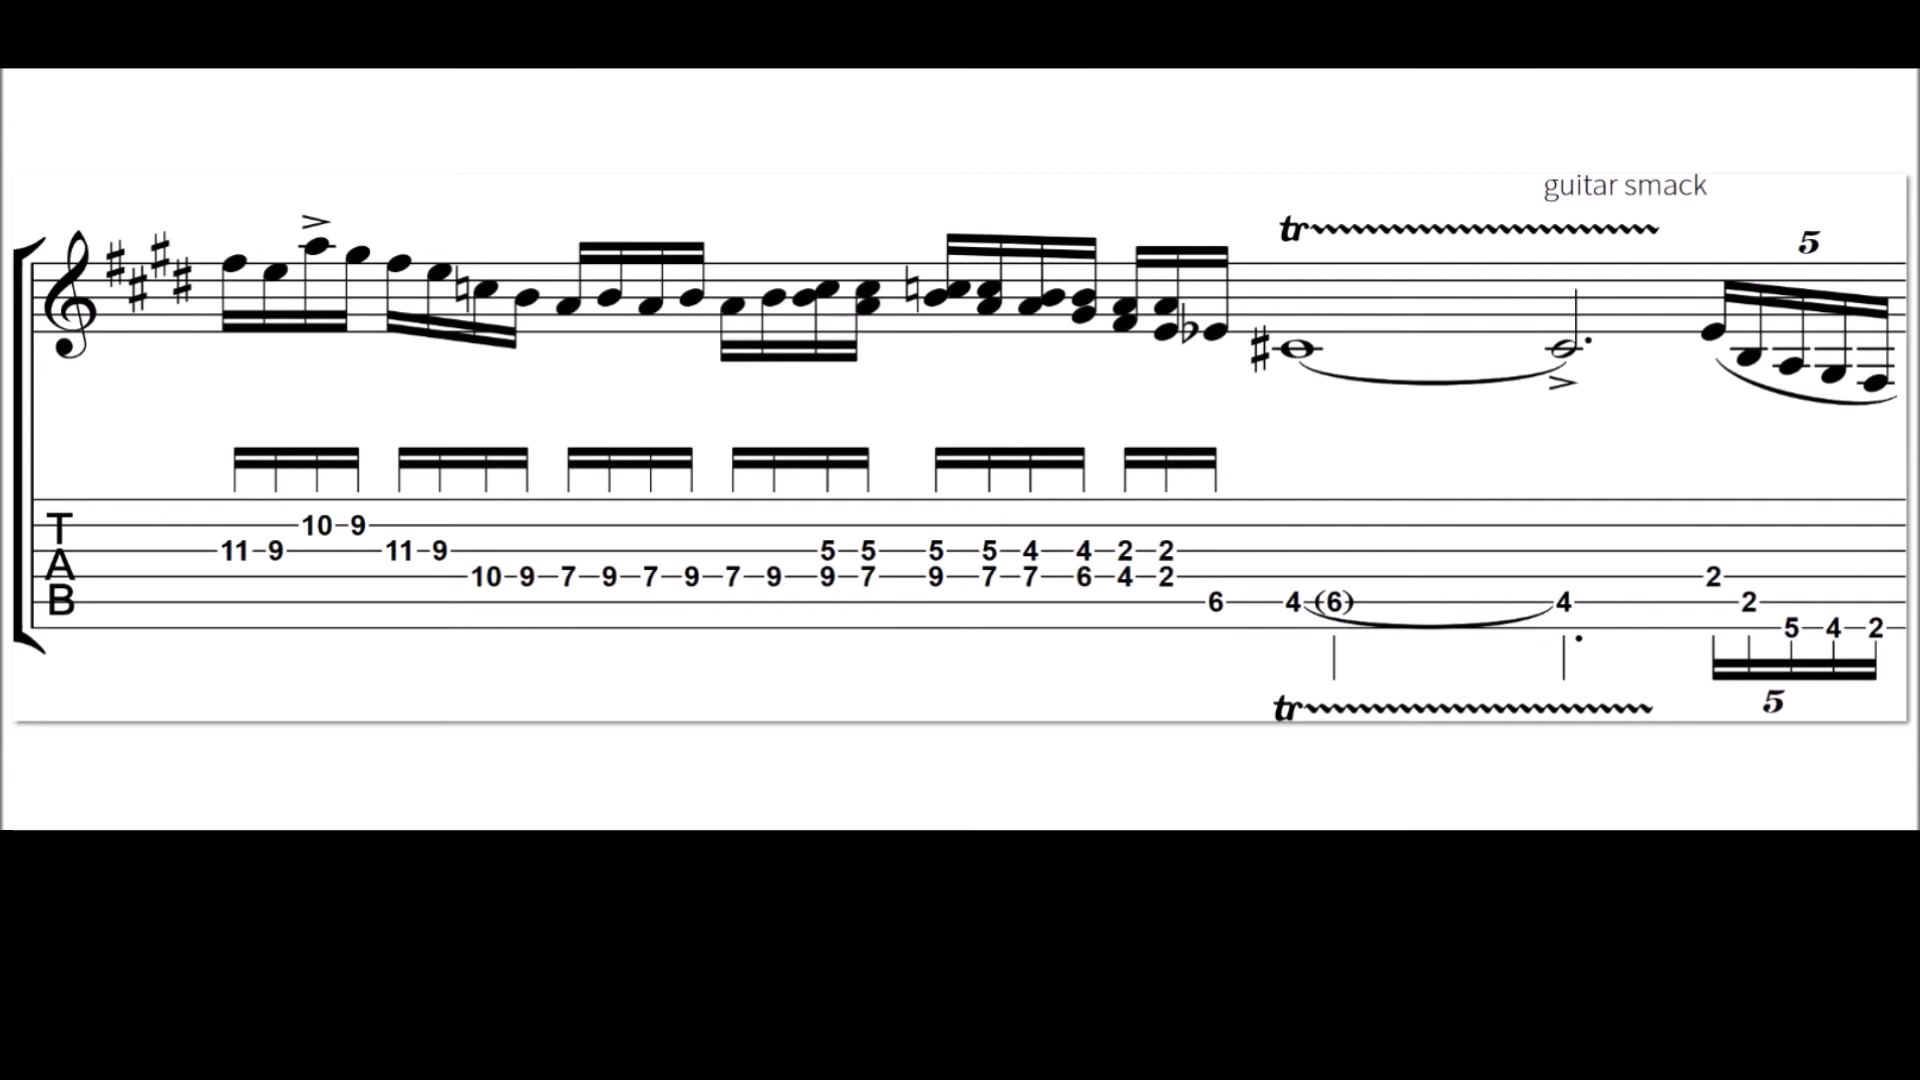 guitar smack
tr
5
T
A
B
10 9
11 9 11 9 5 5 5 5 4 4 2 2
10 9 7 9 7 9 7 9 9 7 9 7 7 6 4 2 2
6 4 (6) 4 2
5 4 2
tr 5